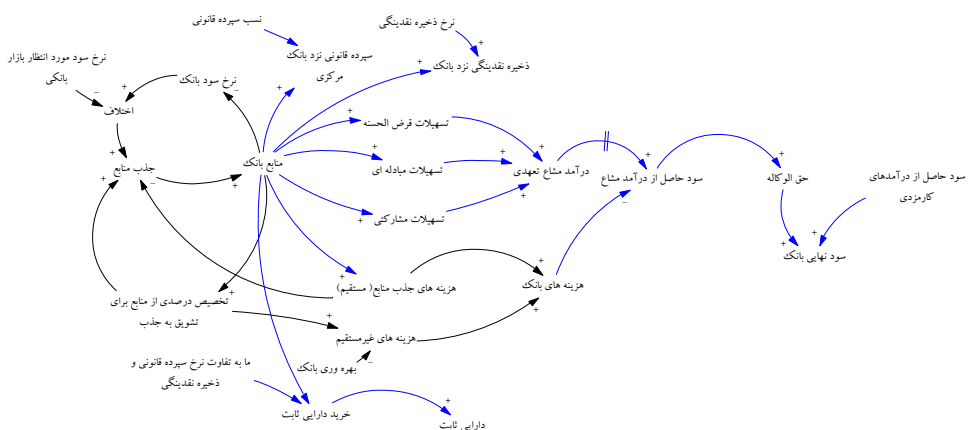 نسب سپرده قانونی
نرخ ذخیره نقدینگی
نرخ سود مورد انتظار بازار
بانکی
سپرده قانونی نزد بانک
مرکزی
ذخیره نقدینگی نزد بانک
نرخ سود بانک
اختلاف
تسهیلات قرض الحسنه
جذب منابع
منابع بانک
تسهیلات مبادله ای
درآمد مشاع تعهدی
سود حاصل از درآمد مشاع
حق الوکاله
سود حاصل از درآمدهای
کارمزدی
تسهیلات مشارکتی
سود نهایی بانک
هزینه های جذب منابع( مستقیم)
هزینه های بانک
تخصیص درصدی از منابع برای
تشویق به جذب
هزینه های غیرمستقیم
بهره وری بانک
ما به تفاوت نرخ سپرده قانونی و
ذخیره نقدینگی
خرید دارایی ثابت
دارایی ثابت